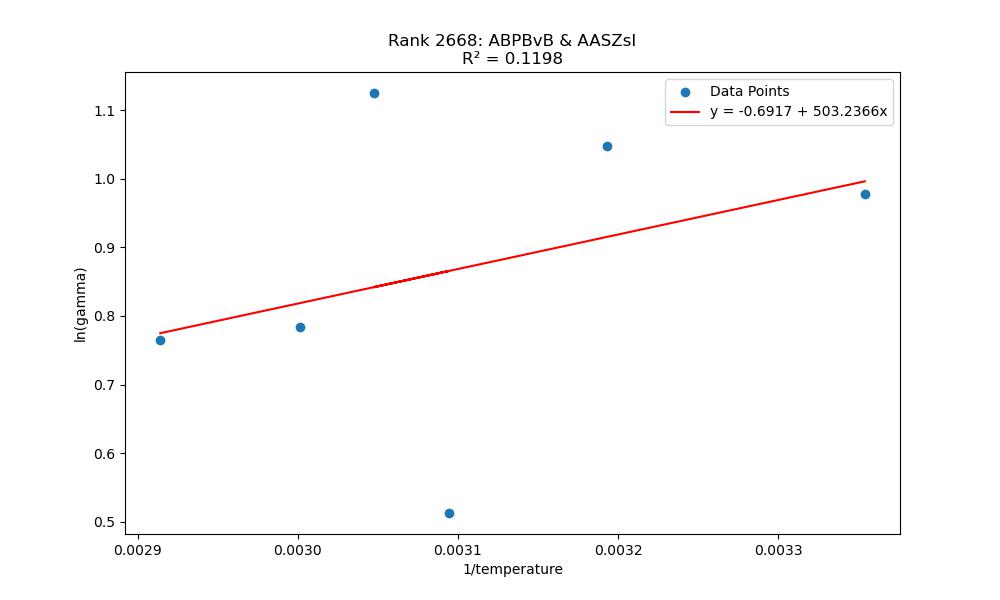 Rank 2668: ABPBvB & AASZsI
R² = 0.1198
Data Points
y = -0.6917 + 503.2366x
ln(gamma)
1.1
1.0
0.9
0.8
0.7
0.6
0.5
0.0029 0.0030 0.0031 0.0032 0.0033
1/temperature